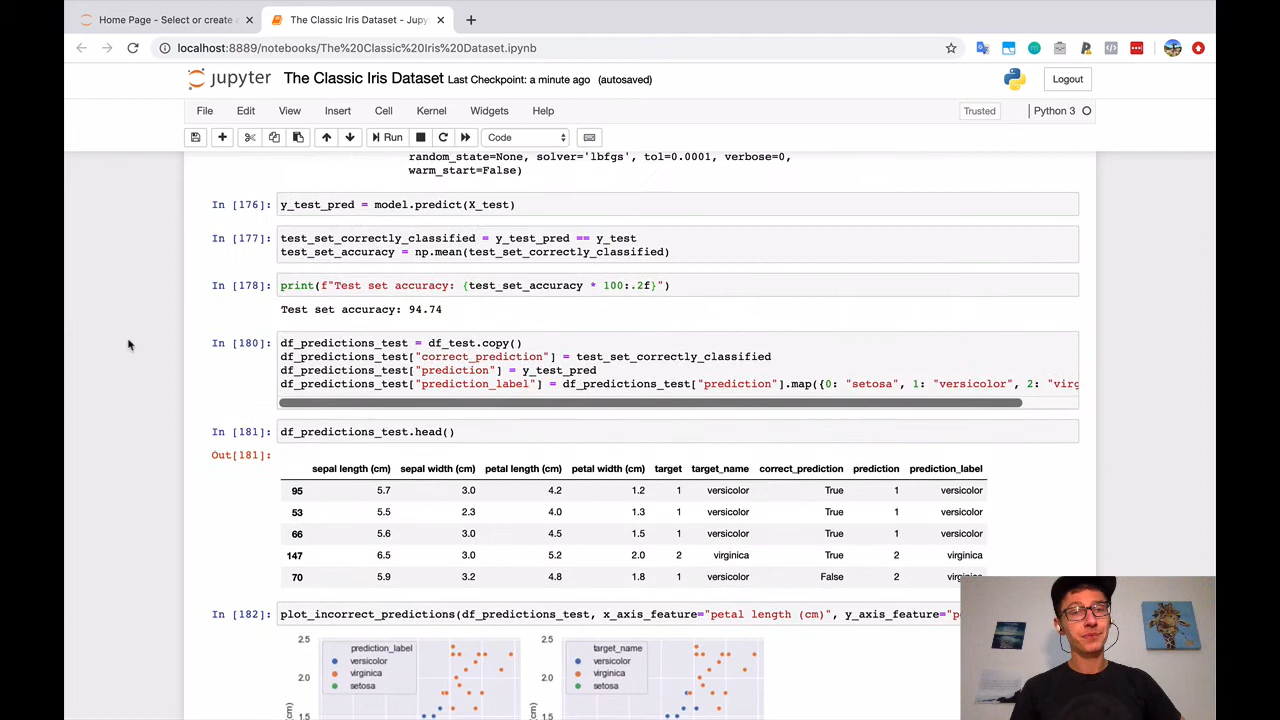 Home Page - Select or create a
The Classic Iris Dataset - Jupy
localhost:8889/notebooks/The%20Classic%20Iris%20Dataset.ipynb
jupyter The Classic Iris Dataset Last Checkpoint: a minute ago (autosaved)
Logout
File Edit View Insert Cell Kernel Widgets Help Trusted Python 3
Run Code
random_state=None, solver='lbfgs', tol=0.0001, verbose=0,
warm_start=False)
In [176]: y_test_pred = model.predict(X_test)
In [177]: test_set_correctly_classified = y_test_pred == y_test
test_set_accuracy = np.mean(test_set_correctly_classified)
In [178]: print(f"Test set accuracy: {test_set_accuracy * 100:.2f}")
Test set accuracy: 94.74
In [180]: df_predictions_test = df_test.copy()
df_predictions_test["correct_prediction"] = test_set_correctly_classified
df_predictions_test["prediction"] = y_test_pred
df_predictions_test["prediction_label"] = df_predictions_test["prediction"].map({0: "setosa", 1: "versicolor", 2: "virg
In [181]: df_predictions_test.head()
Out[181]:
sepal length (cm) sepal width (cm) petal length (cm) petal width (cm) target target_name correct_prediction prediction prediction_label
95 5.7 3.0 4.2 1.2 1 versicolor True 1 versicolor
53 5.5 2.3 4.0 1.3 1 versicolor True 1 versicolor
66 5.6 3.0 4.5 1.5 1 versicolor True 1 versicolor
147 6.5 3.0 5.2 2.0 2 virginica True 2 virginica
70 5.9 3.2 4.8 1.8 1 versicolor False 2 virginica
In [182]: plot_incorrect_predictions(df_predictions_test, x_axis_feature="petal length (cm)", y_axis_feature="pe
2.5
prediction_label
versicolor
virginica
setosa
2.0
1.5
(cm)
2.5
target_name
versicolor
virginica
setosa
2.0
1.5
(cm)